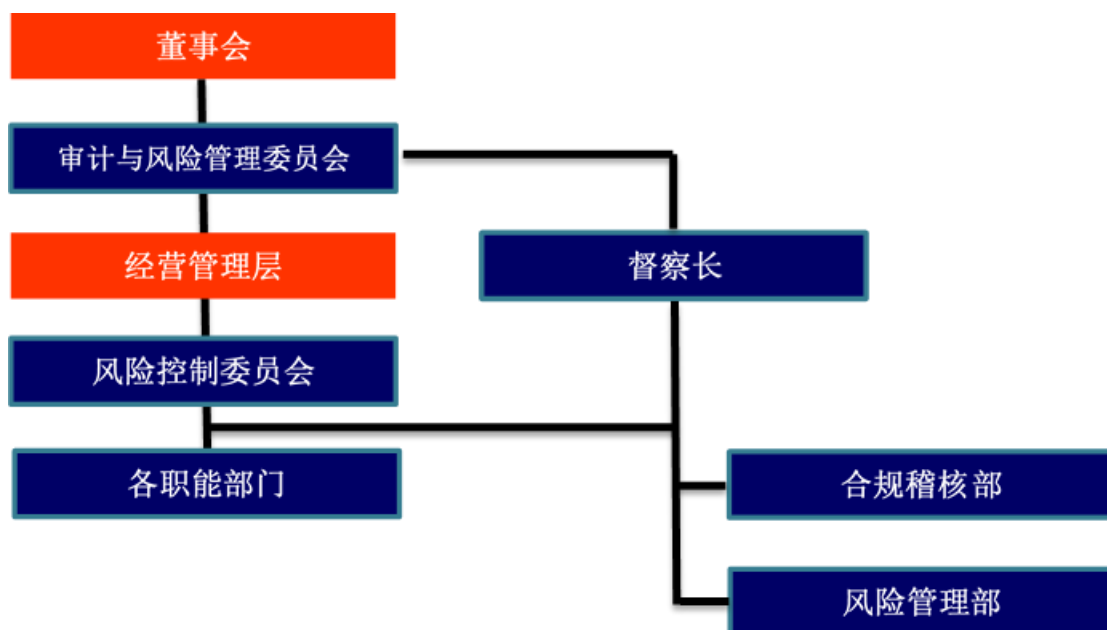 董事会
审计与风险管理委员会
经营管理层
督察长
风险控制委员会
各职能部门
合规稽核部
风险管理部